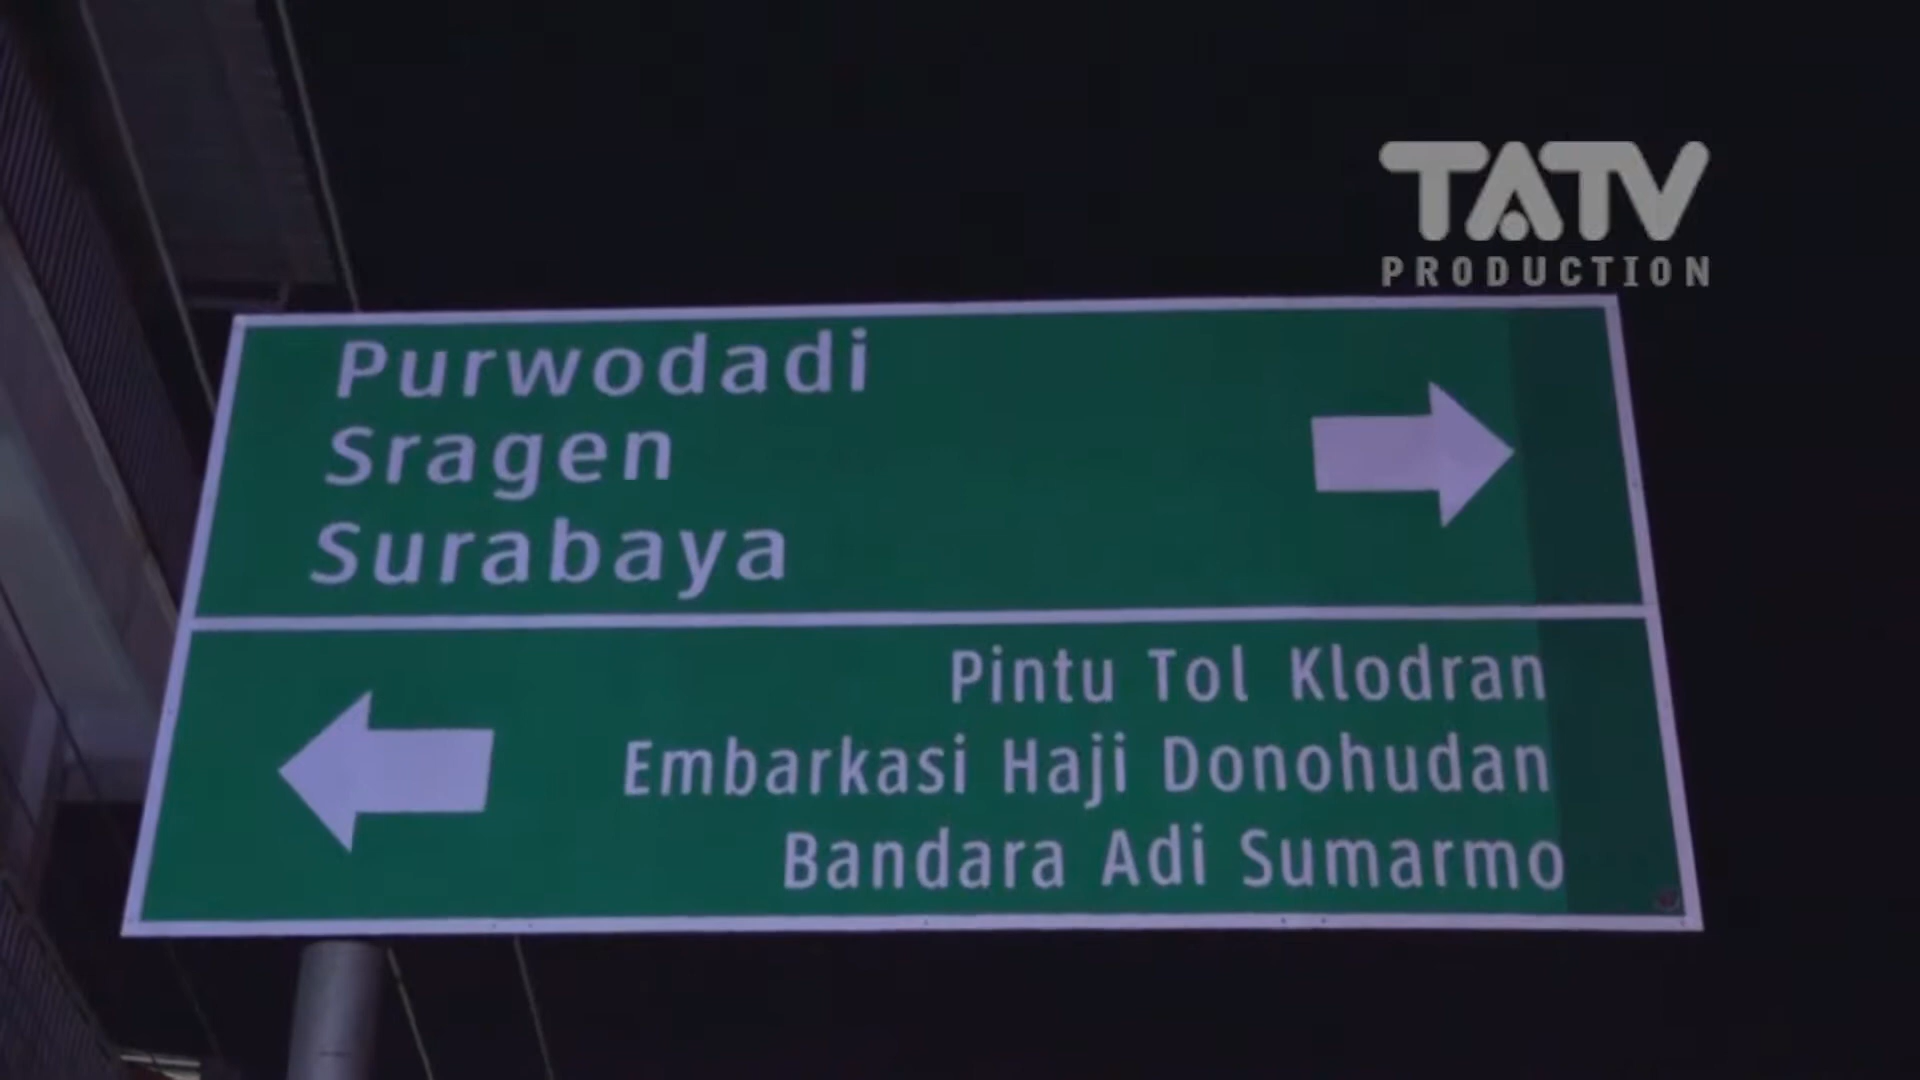 TATV
PRODUCTION
Purwodadi
Sragen
Surabaya
Pintu Tol Klodran
Embarkasi Haji Donohudan
Bandara Adi Sumarmo